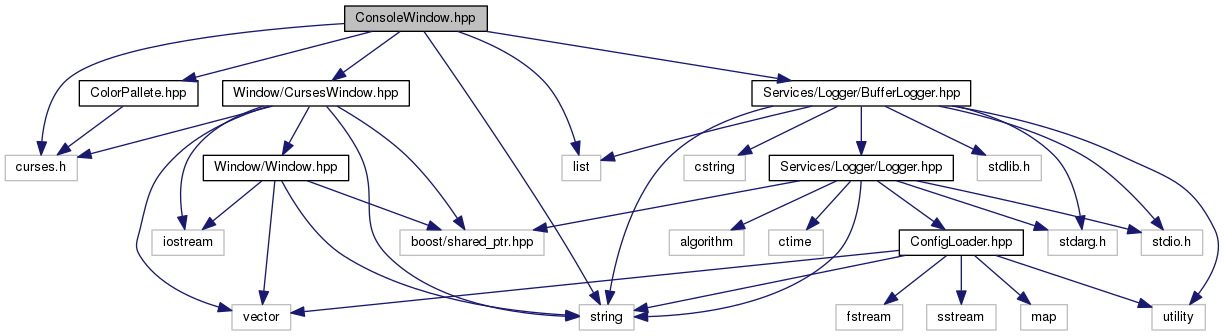 ConsoleWindow.hpp
ColorPallete.hpp
Window/CursesWindow.hpp
Services/Logger/BufferLogger.hpp
curses.h
Window/Window.hpp
list
cstring
Services/Logger/Logger.hpp
stdlib.h
iostream
boost/shared_ptr.hpp
algorithm
ctime
ConfigLoader.hpp
stdarg.h
stdio.h
vector
string
fstream
sstream
map
utility